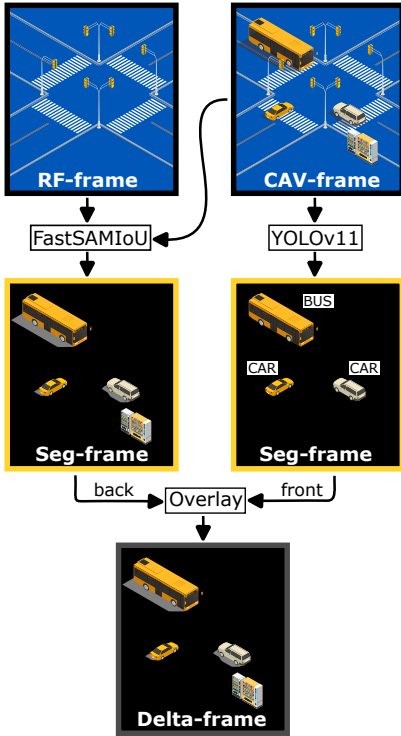 RF-frame
CAV-frame
FastSAMIoU
YOLOv11
BUS
CAR
CAR
Seg-frame
Seg-frame
back
Overlay
front
Delta-frame